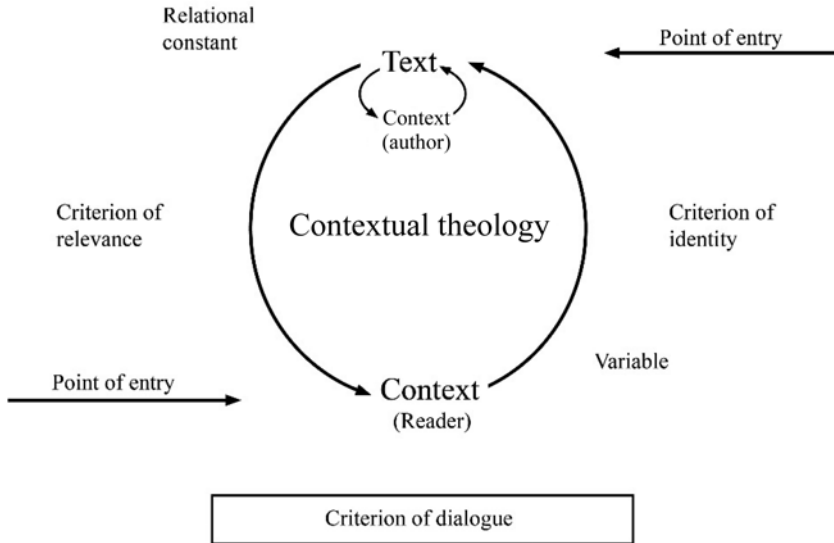 Relational
constant
Point of entry
Text
Context
(author)
Criterion of
relevance
Contextual theology
Criterion of
identity
Variable
Point of entry
Context
(Reader)
Criterion of dialogue